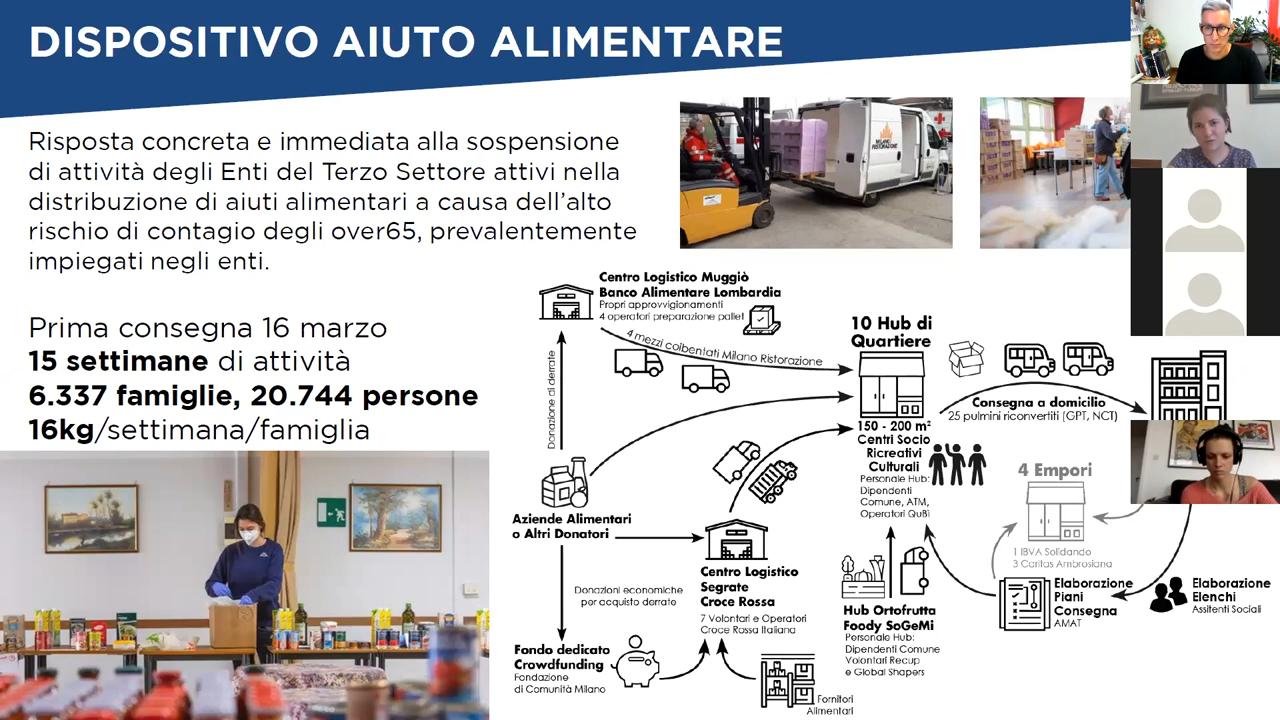 DISPOSITIVO AIUTO ALIMENTARE
Risposta concreta e immediata alla sospensione
di attività degli Enti del Terzo Settore attivi nella
distribuzione di aiuti alimentari a causa dell'alto
rischio di contagio degli over65, prevalentemente
impiegati negli enti.
Prima consegna 16 marzo
15 settimane di attività
6.337 famiglie, 20.744 persone
16kg/settimana/famiglia
MILANO
RISTORAZIONE
Centro Logistico Muggiò
Banco Alimentare Lombardia
Propri approvvigionamenti
4 operatori preparazione pallet
4 mezzi coibentati Milano Ristorazione
Donazione di derrate
10 Hub di
Quartiere
150 - 200 m²
Centri Socio
Ricreativi
Culturali
Personale Hub:
Dipendenti
Comune, ATM,
Operatori QuBì
Consegna a domicilio
25 pulmini riconvertiti (GPT, NCT)
4 Empori
1 IBVA Solidando
3 Caritas Ambrosiana
Aziende Alimentari
o Altri Donatori
Donazioni economiche
per acquisto derrate
Centro Logistico
Segrate
Croce Rossa
7 Volontari e Operatori
Croce Rossa Italiana
Fondo dedicato
Crowdfunding
Fondazione
di Comunità Milano
Fornitori
Alimentari
Hub Ortofrutta
Foody SoGeMi
Personale Hub:
Dipendenti Comune
Volontari Recup
e Global Shapers
Elaborazione
Piani
Consegna
AMAT
Elaborazione
Elenchi
Assitenti Sociali